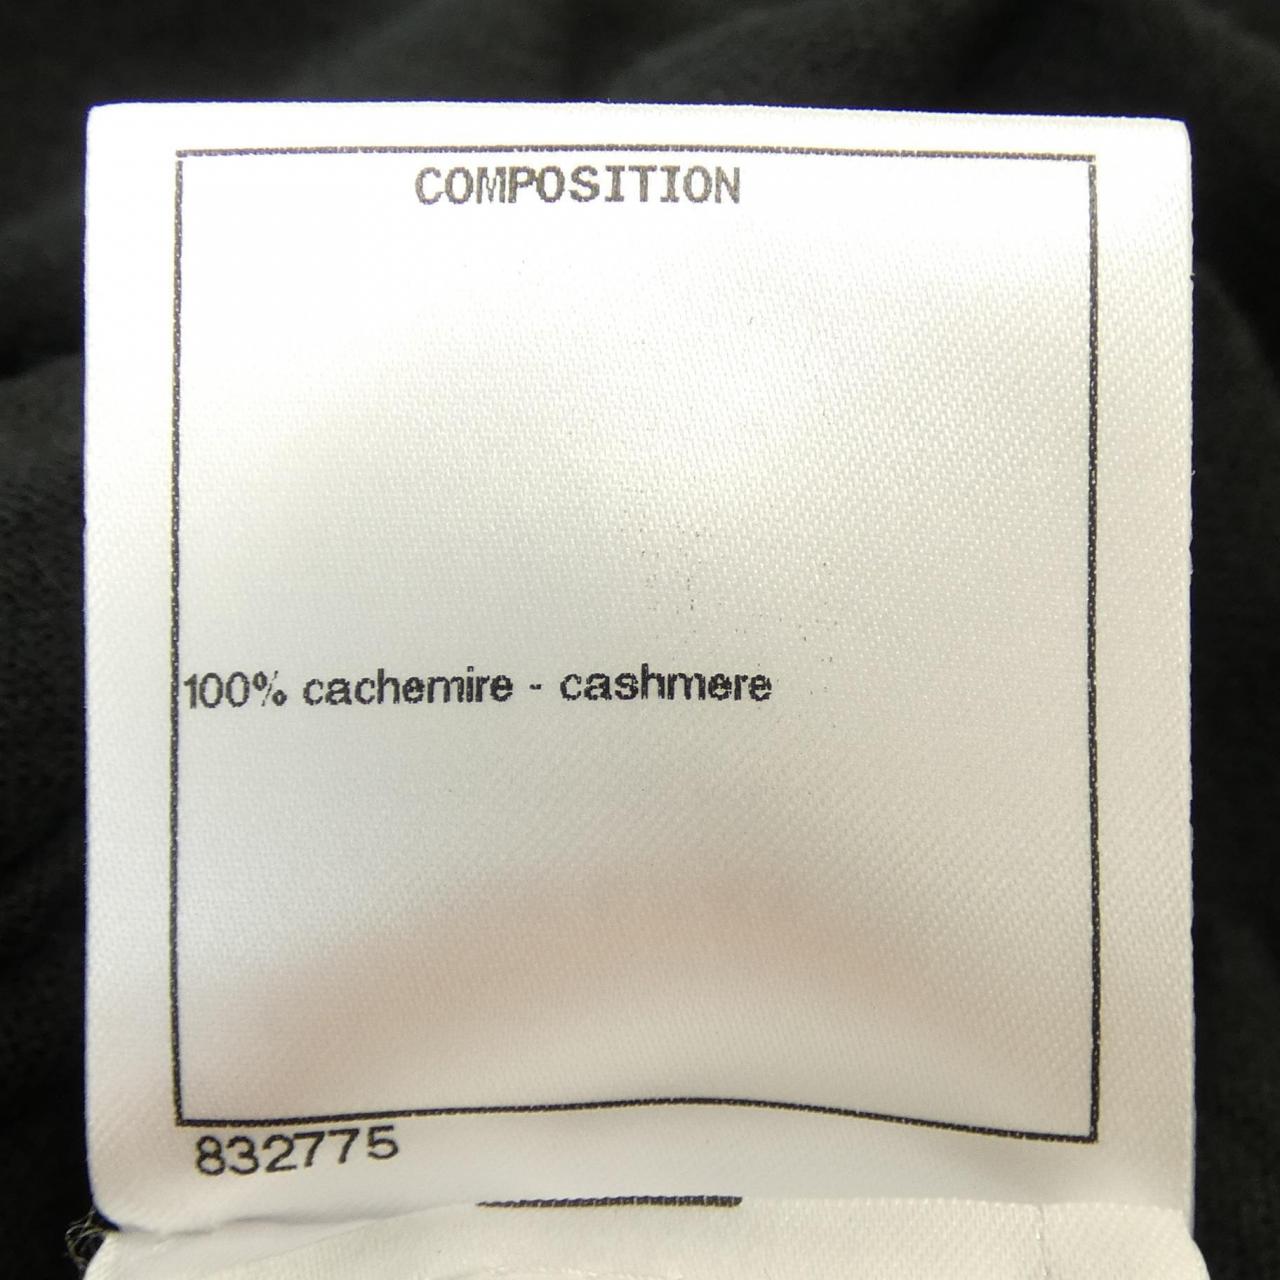 COMPOSITION
100% cachemire - cashmere
832775